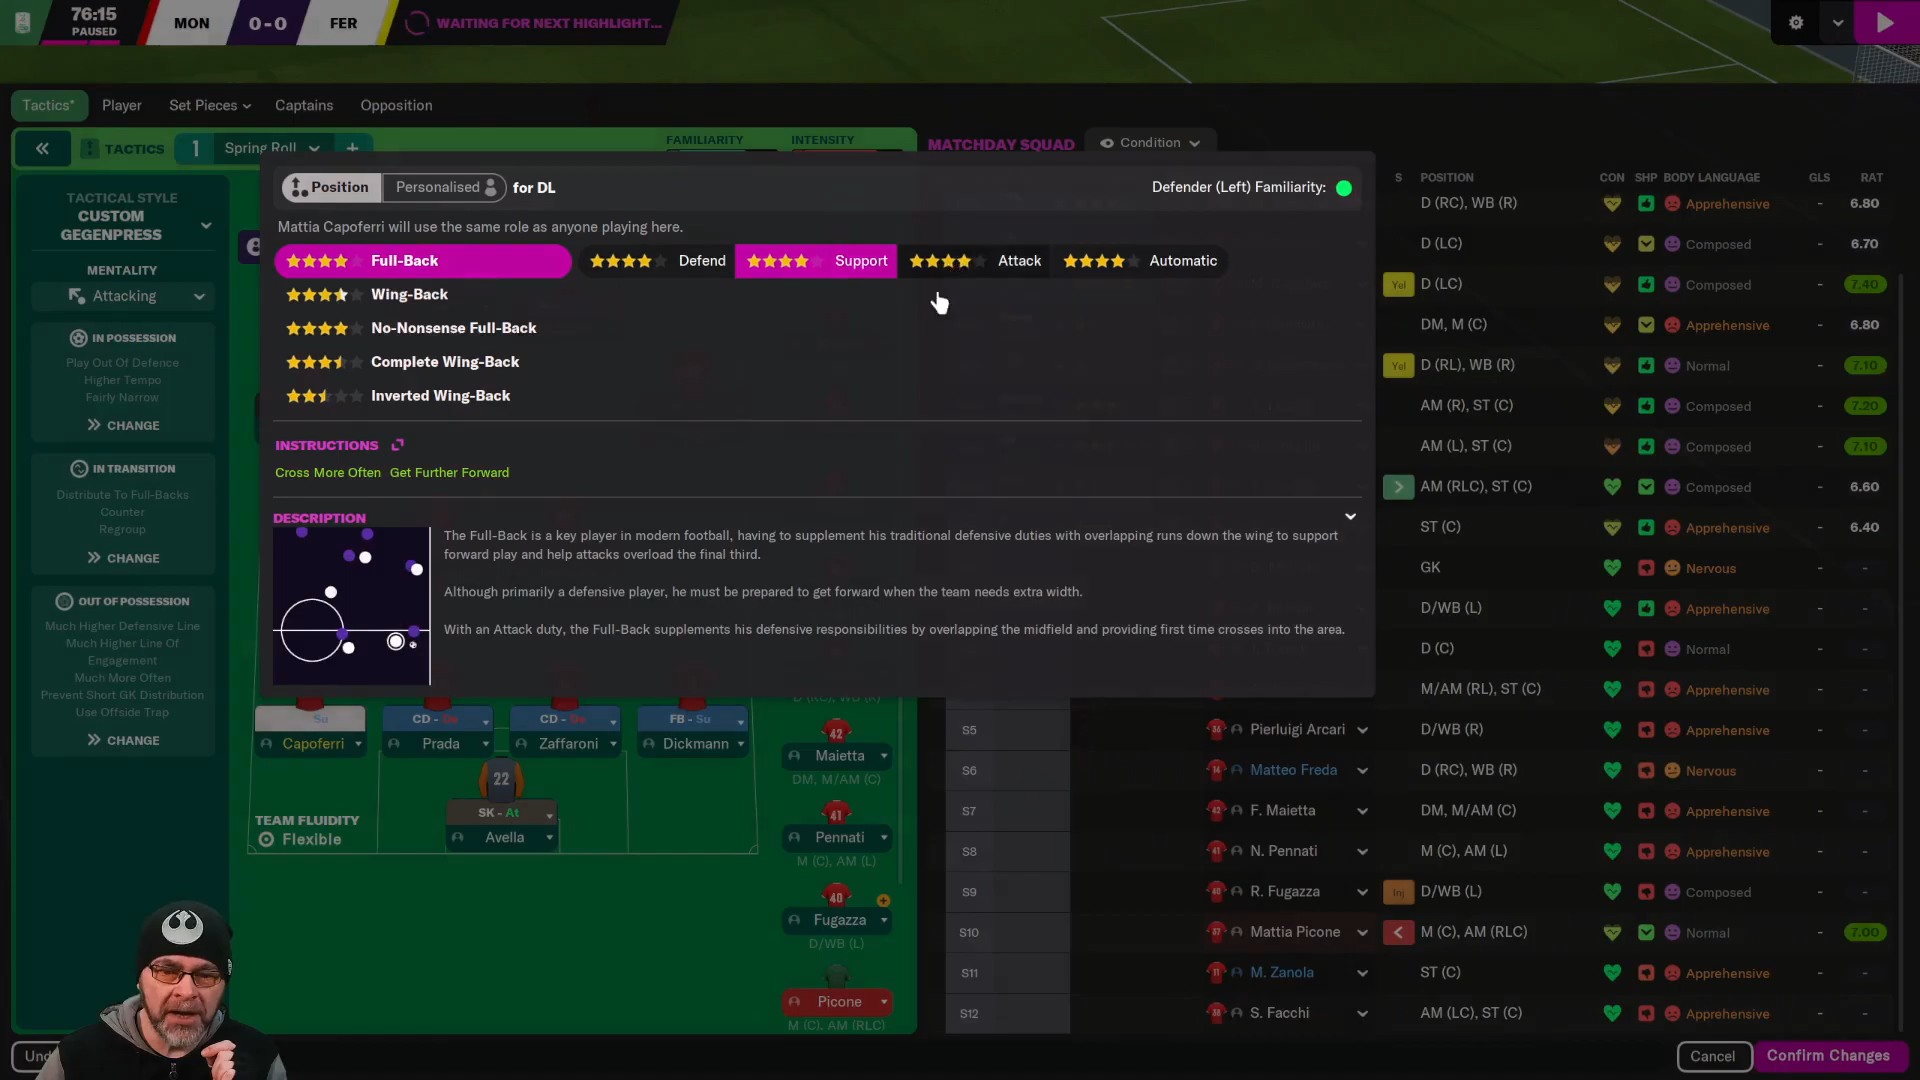 76:15
PAUSED
MON
0-0
FER
WAITING FOR NEXT HIGHLIGHT...
Tactics*
Player
Set Pieces
Captains
Opposition
TACTICS
1
Spring Roll
FAMILIARITY
INTENSITY
MATCHDAY SQUAD
Condition
TACTICAL STYLE
CUSTOM
GEGENPRESS
MENTALITY
Attacking
IN POSSESSION
Play Out Of Defence
Higher Tempo
Fairly Narrow
CHANGE
IN TRANSITION
Distribute To Full-Backs
Counter
Regroup
CHANGE
OUT OF POSSESSION
Much Higher Defensive Line
Much Higher Line Of
Engagement
Much More Often
Prevent Short GK Distribution
Use Offside Trap
CHANGE
Position
Personalised
for DL
Defender (Left) Familiarity:
Mattia Capoferri will use the same role as anyone playing here.
Full-Back
Defend
Support
Attack
Automatic
Wing-Back
No-Nonsense Full-Back
Complete Wing-Back
Inverted Wing-Back
INSTRUCTIONS
Cross More Often Get Further Forward
DESCRIPTION
The Full-Back is a key player in modern football, having to supplement his traditional defensive duties with overlapping runs down the wing to support
forward play and help attacks overload the final third.
Although primarily a defensive player, he must be prepared to get forward when the team needs extra width.
With an Attack duty, the Full-Back supplements his defensive responsibilities by overlapping the midfield and providing first time crosses into the area.
Su
Capoferri
CD - De
Prada
CD - De
Zaffaroni
FB - Su
Dickmann
22
SK - At
Avella
TEAM FLUIDITY
Flexible
D (RC), WB (R)
42
Maietta
DM, M/AM (C)
41
Pennati
M (C), AM (L)
40
Fugazza
D/WB (L)
Picone
M (C), AM (RLC)
S POSITION CON SHP BODY LANGUAGE GLS RAT
D (RC), WB (R) Apprehensive - 6.80
D (LC) Composed - 6.70
Yel D (LC) Composed - 7.40
DM, M (C) Apprehensive - 6.80
Yel D (RL), WB (R) Normal - 7.10
AM (R), ST (C) Composed - 7.20
AM (L), ST (C) Composed - 7.10
AM (RLC), ST (C) Composed - 6.60
ST (C) Apprehensive - 6.40
GK Nervous - -
D/WB (L) Apprehensive - -
D (C) Normal - -
M/AM (RL), ST (C) Apprehensive - -
S5 Pierluigi Arcari D/WB (R) Apprehensive - -
S6 14 Matteo Freda D (RC), WB (R) Nervous - -
S7 42 F. Maietta DM, M/AM (C) Apprehensive - -
S8 41 N. Pennati M (C), AM (L) Apprehensive - -
S9 40 R. Fugazza Inj D/WB (L) Composed - -
S10 37 Mattia Picone M (C), AM (RLC) Normal - 7.00
S11 11 M. Zanola ST (C) Apprehensive - -
S12 S. Facchi AM (LC), ST (C) Apprehensive - -
Und
Cancel
Confirm Changes